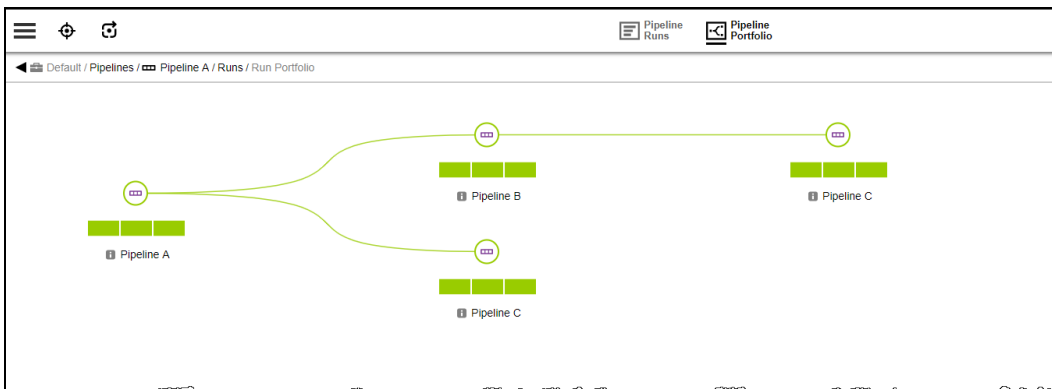 Pipeline Runs
Pipeline Portfolio
Default / Pipelines / Pipeline A / Runs / Run Portfolio
Pipeline B
Pipeline C
Pipeline A
Pipeline C